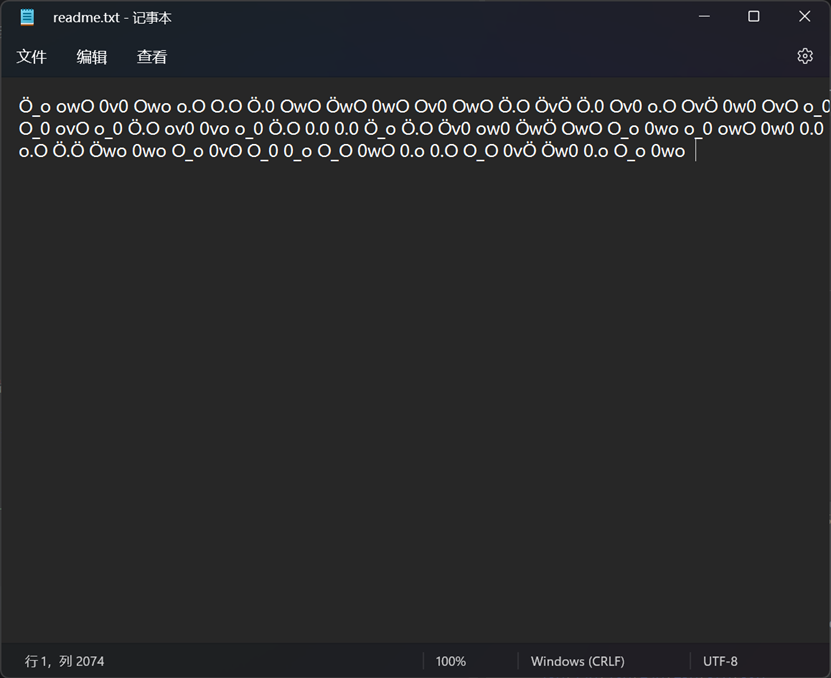 readme.txt - 记事本
文件 编辑 查看
Ö_o owO 0v0 Owo o.O O.O Ö.0 OwO ÖwO 0wO Ov0 OwO Ö.O ÖvÖ Ö.0 Ov0 o.O OvÖ 0w0 OvO o_0
O_0 ovO o_0 Ö.O ov0 0vo o_0 Ö.O 0.0 0.0 Ö_o Ö.O Öv0 ow0 ÖwÖ OwO O_o 0wo o_0 owO 0w0 0.0
o.O Ö.Ö Öwo 0wo O_o 0vO O_0 0_o O_O 0wO 0.o 0.O O_O 0vÖ Öw0 0.o O_o 0wo
行 1，列 2074 100% Windows (CRLF) UTF-8